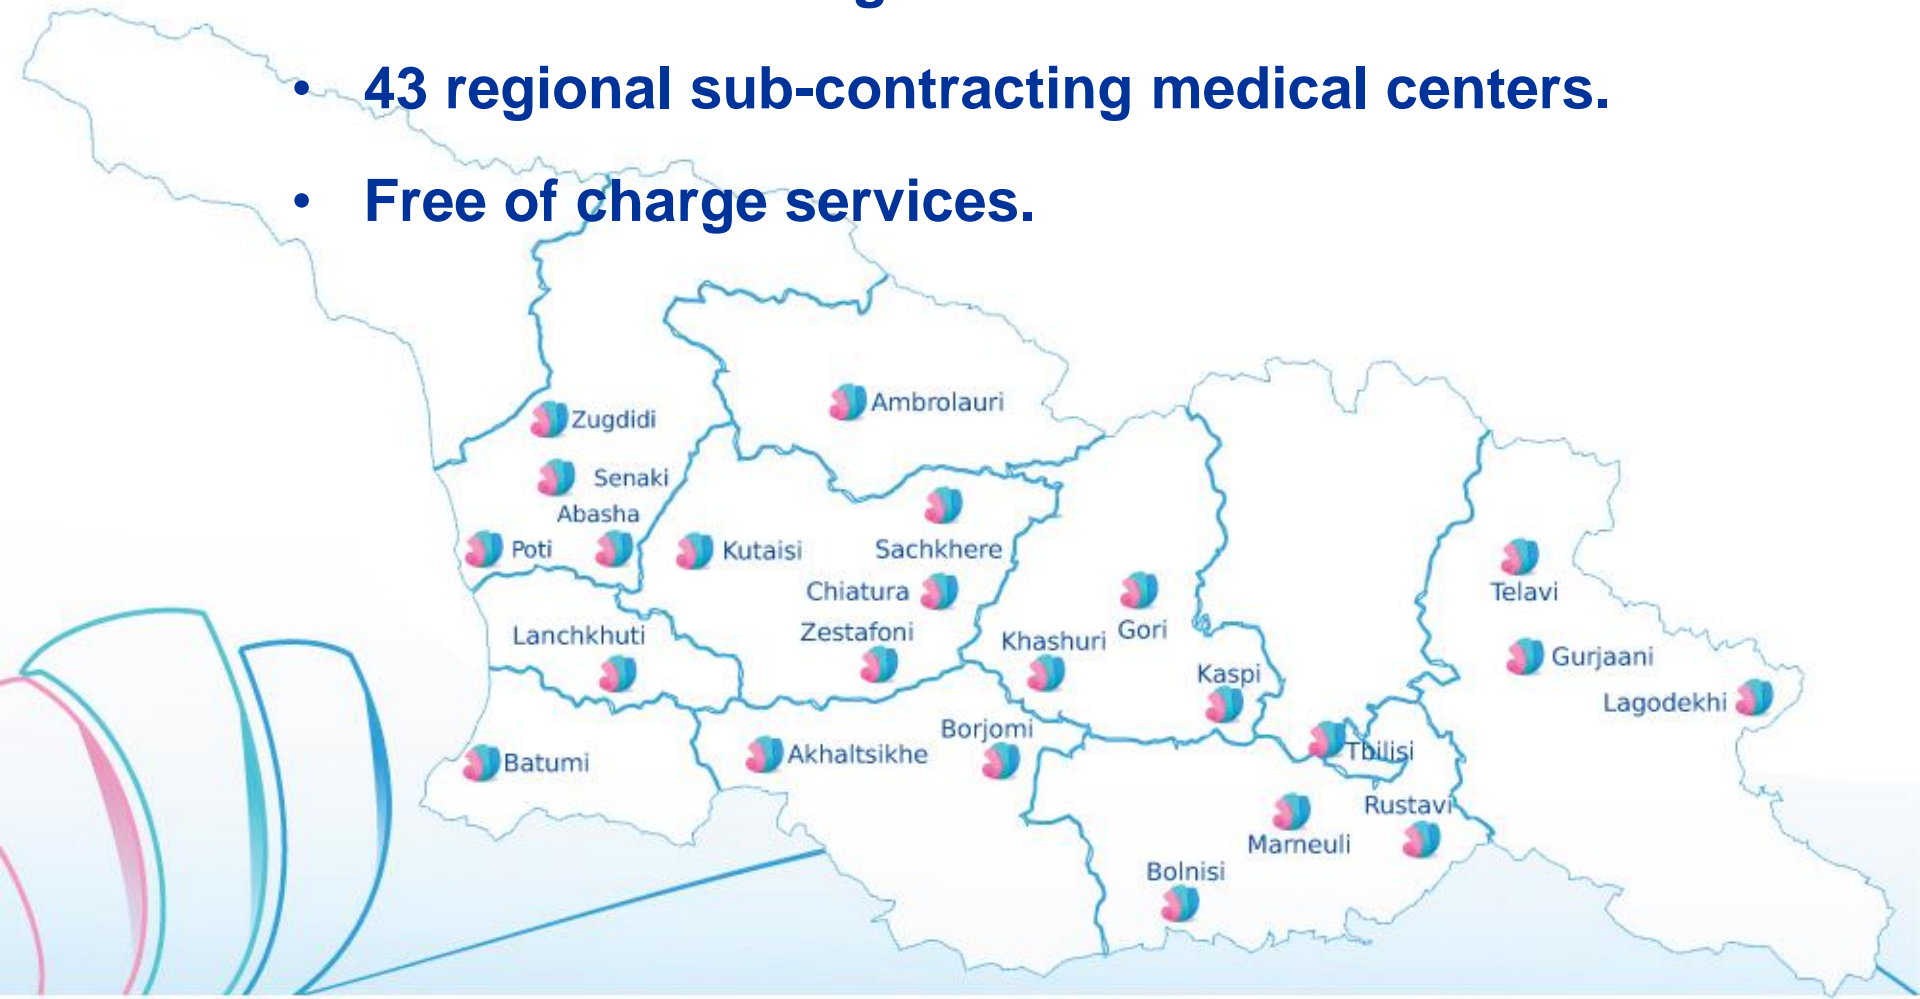 • 43 regional sub-contracting medical centers.
• Free of charge services.
Ambrolauri
Zugdidi
Senaki
Abasha
Poti
Kutaisi
Sachkhere
Chiatura
Telavi
Lanchkhuti
Zestafoni
Khashuri
Gori
Gurjaani
Kaspi
Lagodekhi
Borjomi
Batumi
Akhaltsikhe
Tbilisi
Rustavi
Marneuli
Bolnisi